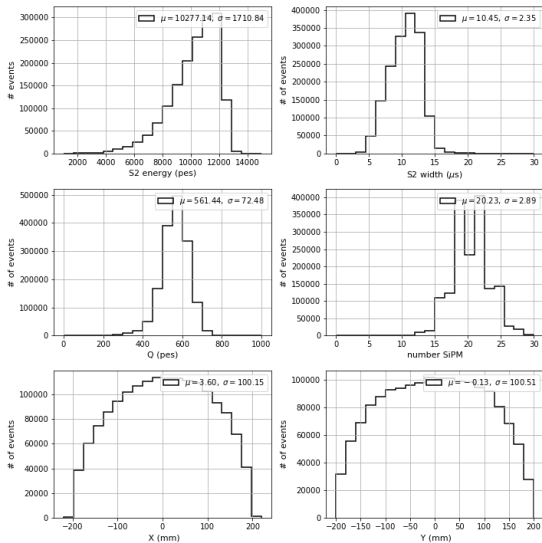 μ = 10277.14, σ = 1710.84
300000
250000
200000
150000
100000
50000
0
# of events
2000 4000 6000 8000 10000 12000 14000
S2 energy (pes)
μ = 10.45, σ = 2.35
400000
350000
300000
250000
200000
150000
100000
50000
0
# of events
0 5 10 15 20 25 30
S2 width (μs)
μ = 561.44, σ = 72.48
500000
400000
300000
200000
100000
0
# of events
0 200 400 600 800 1000
Q (pes)
μ = 20.23, σ = 2.89
400000
350000
300000
250000
200000
150000
100000
50000
0
# of events
0 5 10 15 20 25 30
number SiPM
μ = 3.60, σ = 100.15
100000
80000
60000
40000
20000
0
# of events
−200 −100 0 100 200
X (mm)
μ = −0.13, σ = 100.51
100000
80000
60000
40000
20000
0
# of events
−200 −150 −100 −50 0 50 100 150 200
Y (mm)